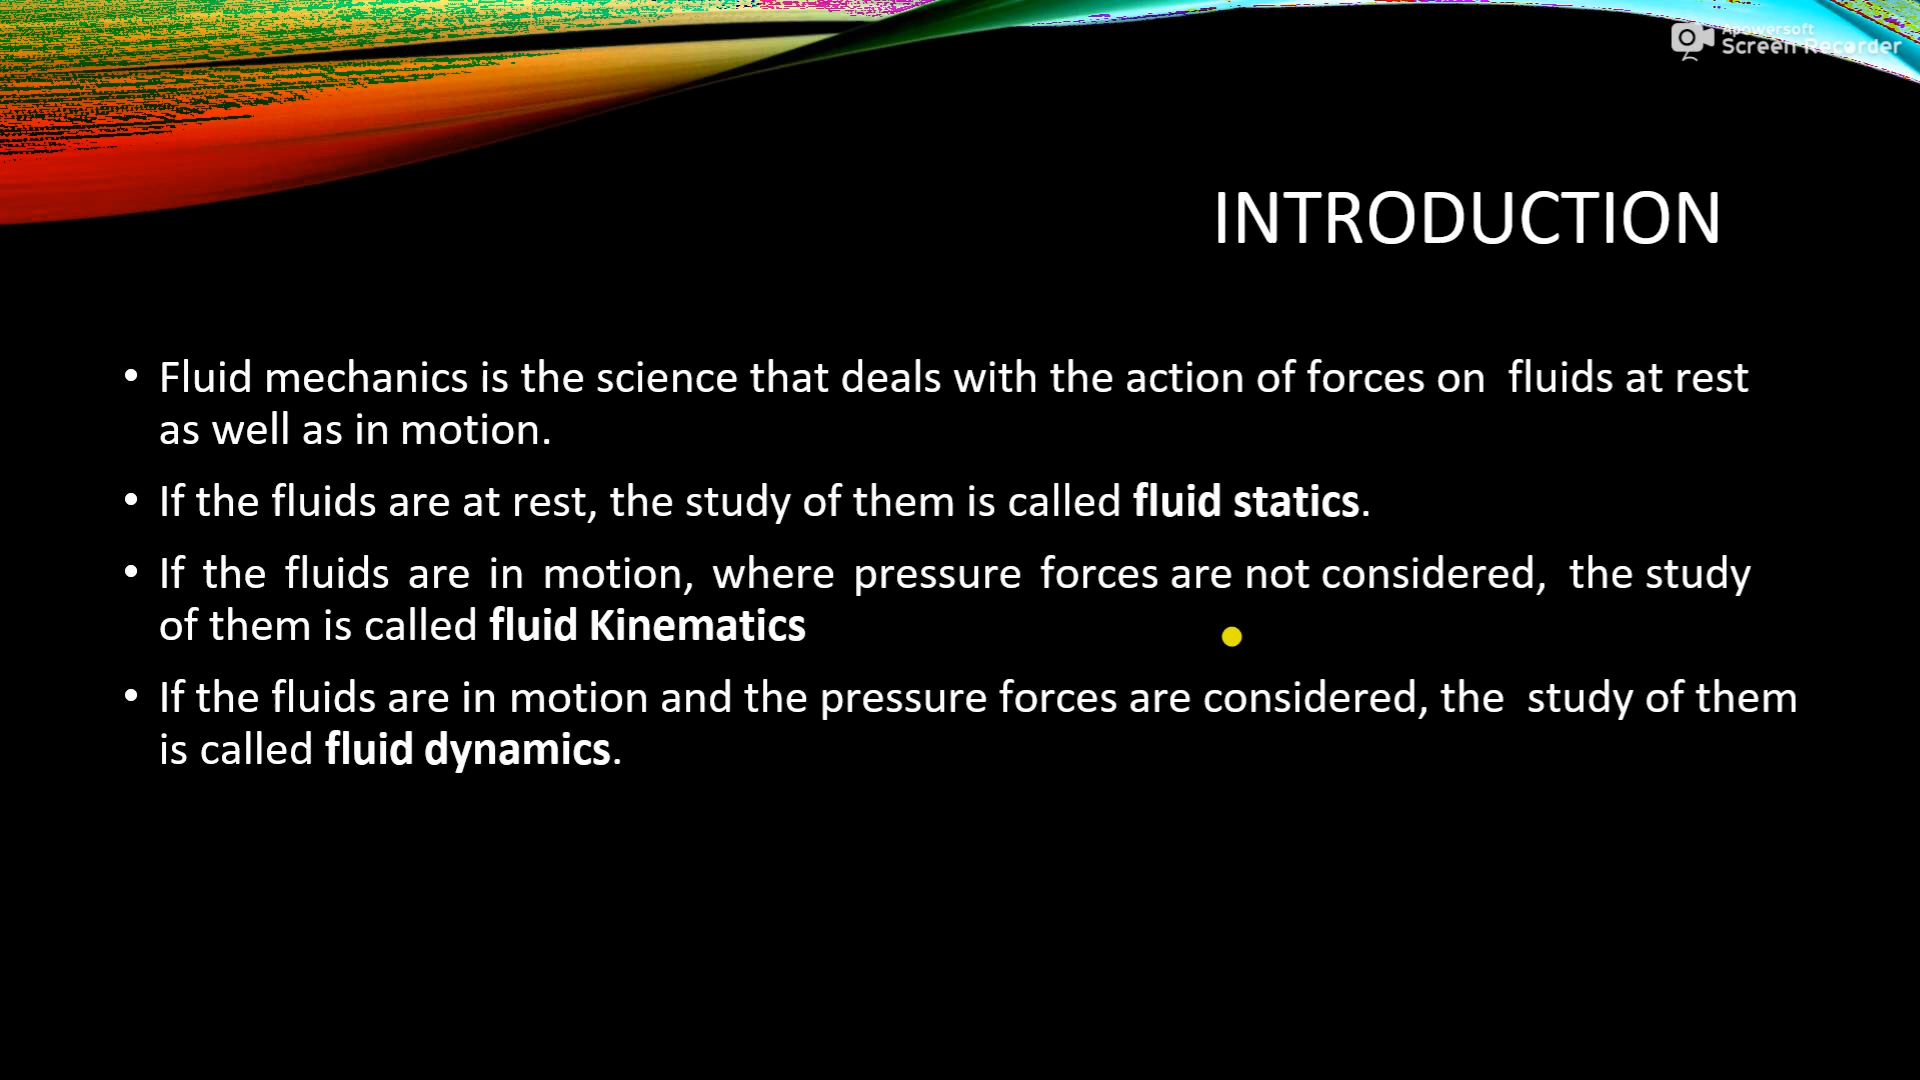 Apowersoft
Screen Recorder
INTRODUCTION
• Fluid mechanics is the science that deals with the action of forces on  fluids at rest
as well as in motion.
• If the fluids are at rest, the study of them is called fluid statics.
• If the fluids are in motion, where pressure forces are not considered,  the study
of them is called fluid Kinematics
• If the fluids are in motion and the pressure forces are considered, the  study of them
is called fluid dynamics.